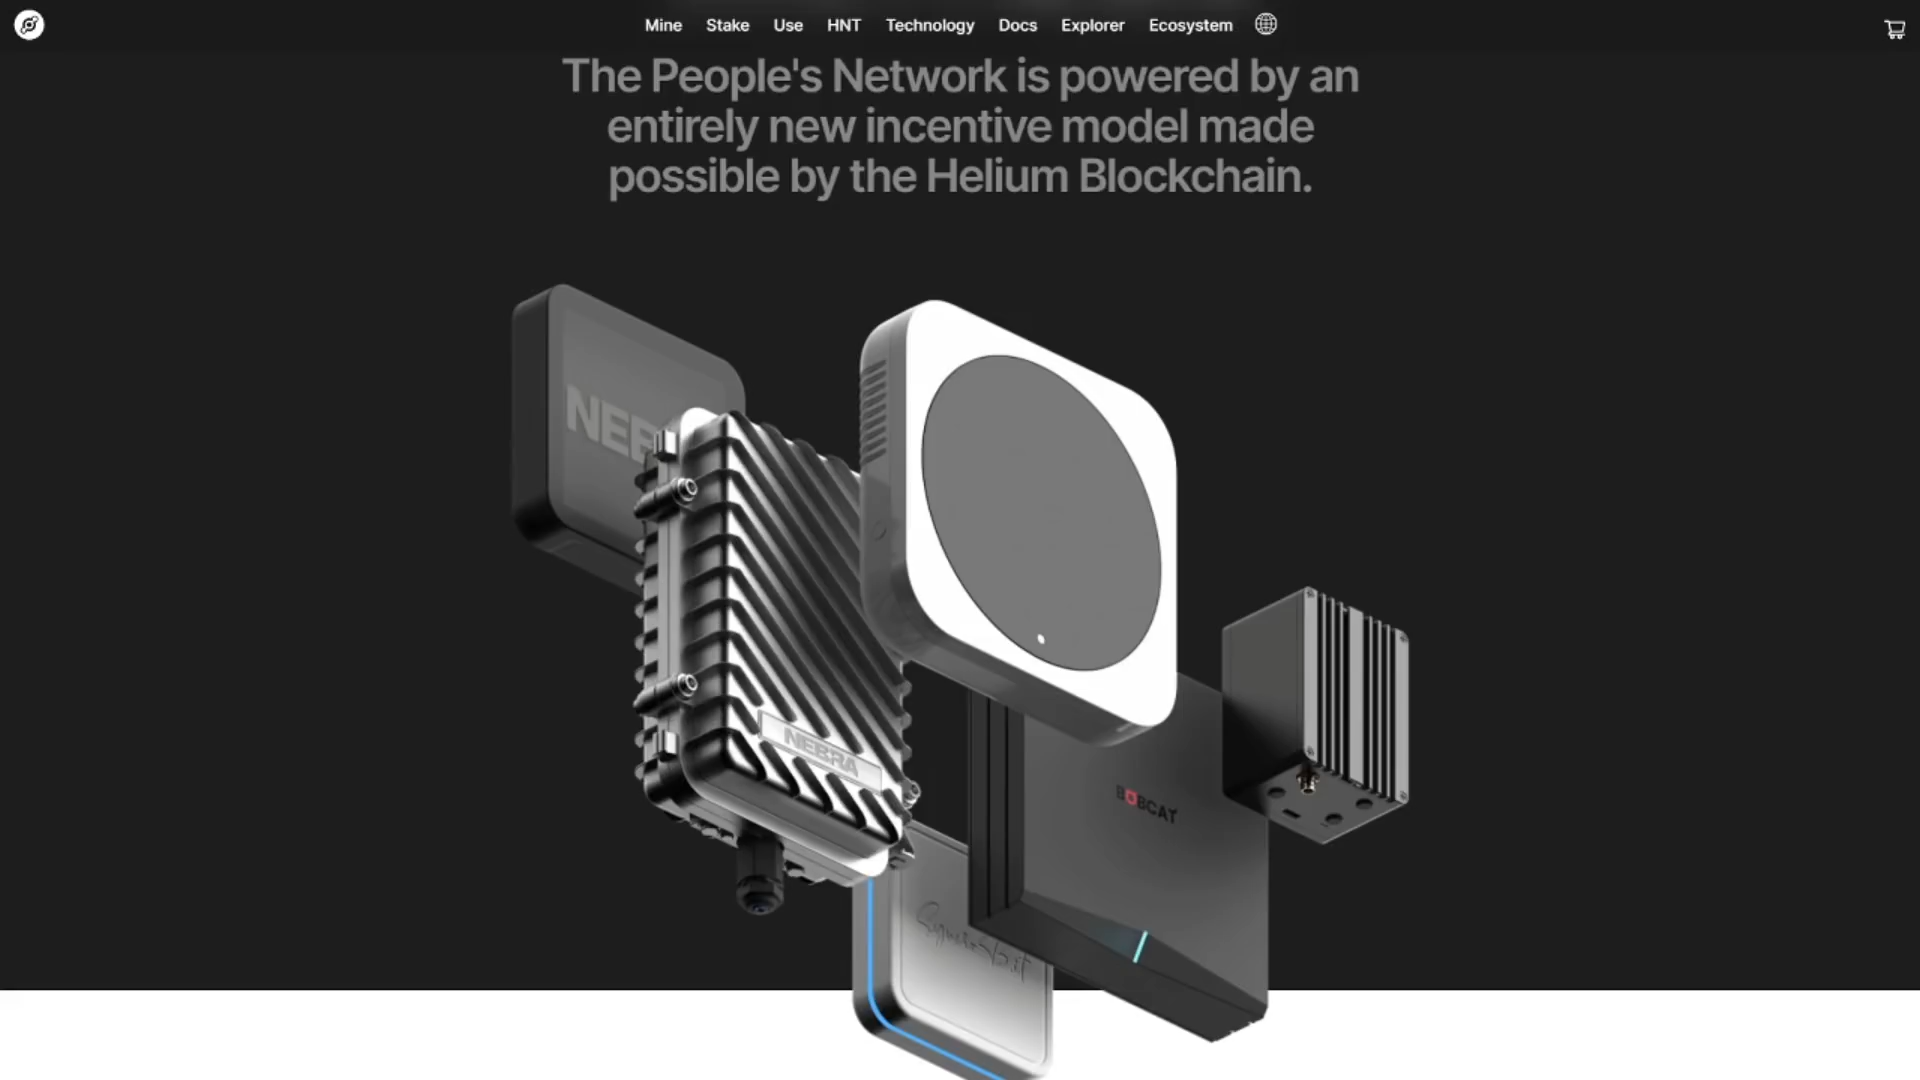 Mine Stake Use HNT Technology Docs Explorer Ecosystem
The People's Network is powered by an
entirely new incentive model made
possible by the Helium Blockchain.
NEBRA
BOBCAT